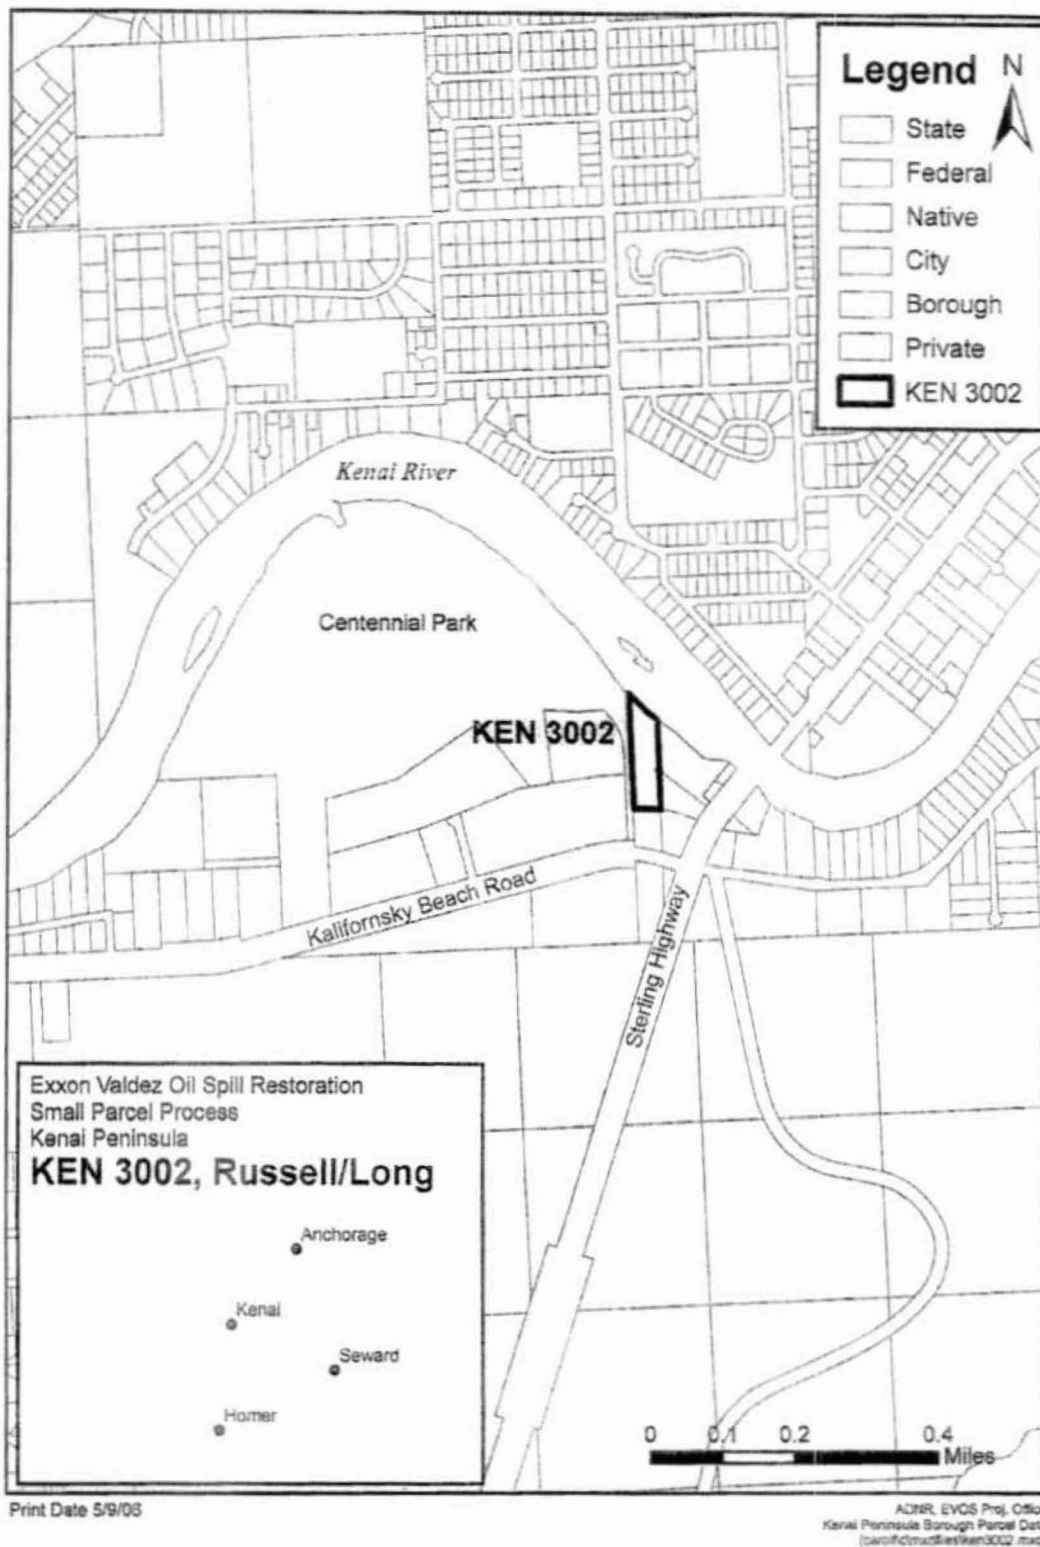 Legend
N
State
Federal
Native
City
Borough
Private
KEN 3002
Kenai River
Centennial Park
KEN 3002
Kalifornsky Beach Road
Sterling Highway
Exxon Valdez Oil Spill Restoration
Small Parcel Process
Kenai Peninsula
KEN 3002, Russell/Long
Anchorage
Kenai
Seward
Homer
0 0.1 0.2 0.4
Miles
Print Date 5/9/06
ADNR, EVOS Proj. Offic
Kenai Peninsula Borough Parcel Dat